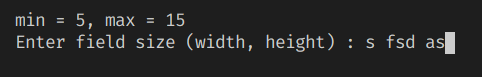 min = 5, max = 15
Enter field size (width, height) : s fsd as